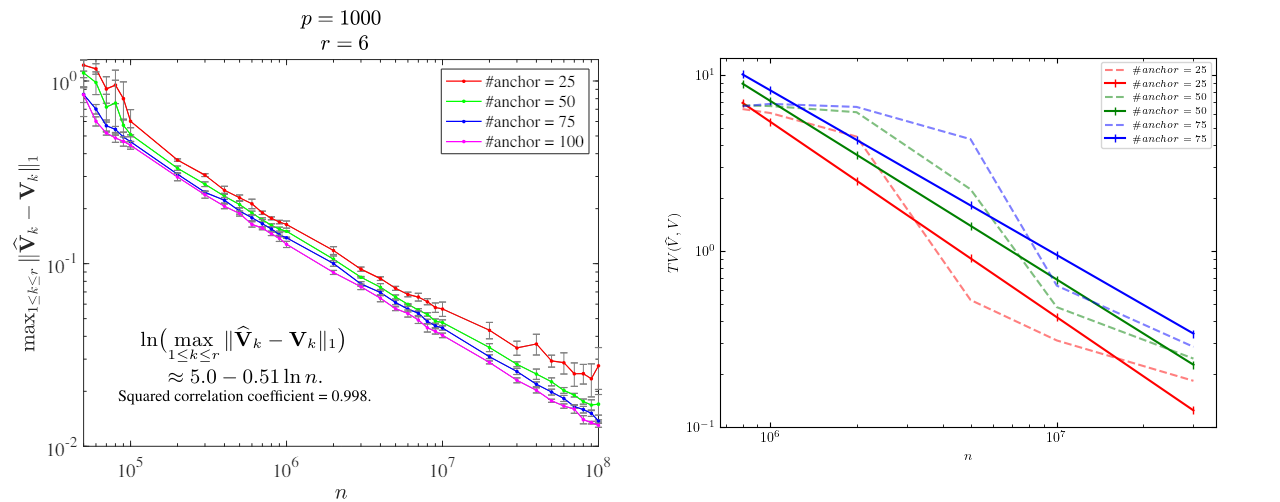 p = 1000
r = 6
max_{1≤k≤r} ‖V̂_k − V_k‖_1
10^0
10^{-1}
10^{-2}
#anchor = 25
#anchor = 50
#anchor = 75
#anchor = 100
ln(max_{1≤k≤r} ‖V̂_k − V_k‖_1)
≈ 5.0 − 0.51 ln n.
Squared correlation coefficient = 0.998.
10^5
10^6
10^7
10^8
n
TV(V̂, V)
10^1
10^0
10^{-1}
#anchor = 25
#anchor = 25
#anchor = 50
#anchor = 50
#anchor = 75
#anchor = 75
10^6
10^7
n